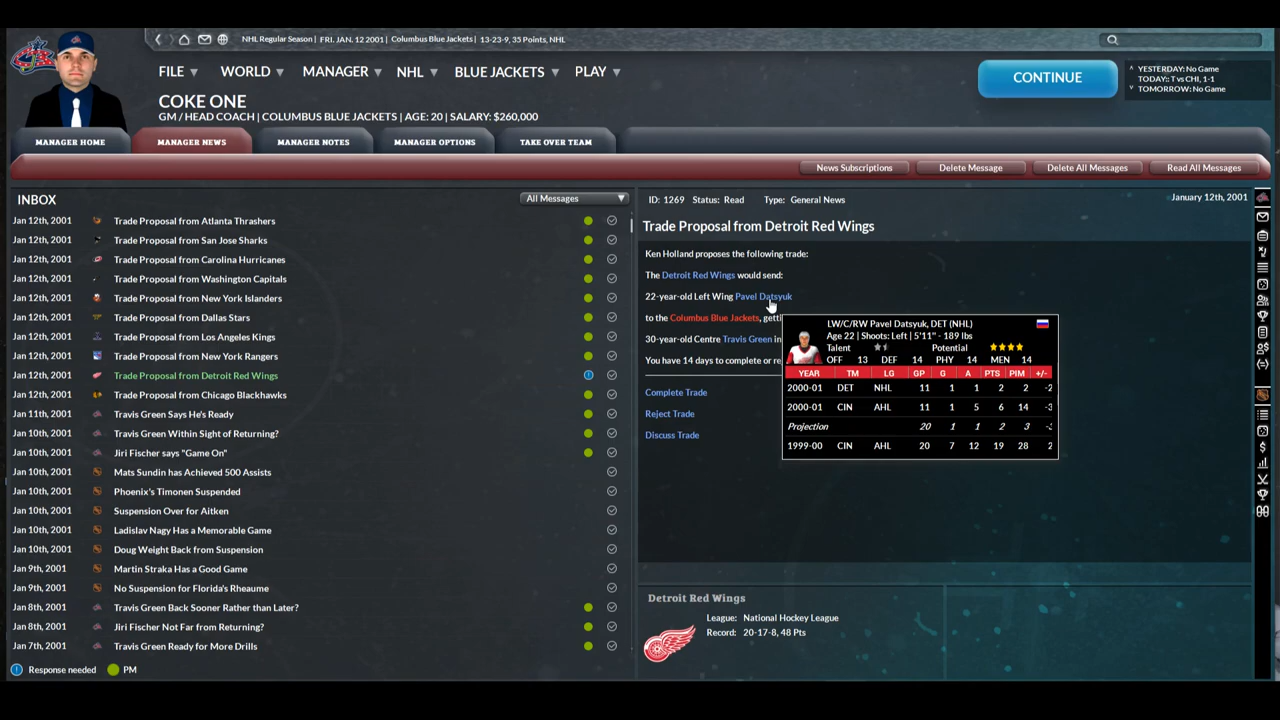 NHL Regular Season | FRI. JAN. 12 2001 | Columbus Blue Jackets | 13-23-9, 35 Points, NHL
FILE ▼ WORLD ▼ MANAGER ▼ NHL ▼ BLUE JACKETS ▼ PLAY ▼
CONTINUE
YESTERDAY: No Game
TODAY:: T vs CHI, 1-1
TOMORROW: No Game
COKE ONE
GM / HEAD COACH | COLUMBUS BLUE JACKETS | AGE: 20 | SALARY: $260,000
MANAGER HOME MANAGER NEWS MANAGER NOTES MANAGER OPTIONS TAKE OVER TEAM
News Subscriptions Delete Message Delete All Messages Read All Messages
INBOX All Messages ▼
Jan 12th, 2001 Trade Proposal from Atlanta Thrashers
Jan 12th, 2001 Trade Proposal from San Jose Sharks
Jan 12th, 2001 Trade Proposal from Carolina Hurricanes
Jan 12th, 2001 Trade Proposal from Washington Capitals
Jan 12th, 2001 Trade Proposal from New York Islanders
Jan 12th, 2001 Trade Proposal from Dallas Stars
Jan 12th, 2001 Trade Proposal from Los Angeles Kings
Jan 12th, 2001 Trade Proposal from New York Rangers
Jan 12th, 2001 Trade Proposal from Detroit Red Wings
Jan 12th, 2001 Trade Proposal from Chicago Blackhawks
Jan 11th, 2001 Travis Green Says He's Ready
Jan 10th, 2001 Travis Green Within Sight of Returning?
Jan 10th, 2001 Jiri Fischer says "Game On"
Jan 10th, 2001 Mats Sundin has Achieved 500 Assists
Jan 10th, 2001 Phoenix's Timonen Suspended
Jan 10th, 2001 Suspension Over for Aitken
Jan 10th, 2001 Ladislav Nagy Has a Memorable Game
Jan 10th, 2001 Doug Weight Back from Suspension
Jan 9th, 2001 Martin Straka Has a Good Game
Jan 9th, 2001 No Suspension for Florida's Rheaume
Jan 8th, 2001 Travis Green Back Sooner Rather than Later?
Jan 8th, 2001 Jiri Fischer Not Far from Returning?
Jan 7th, 2001 Travis Green Ready for More Drills
Response needed PM
ID: 1269 Status: Read Type: General News January 12th, 2001
Trade Proposal from Detroit Red Wings
Ken Holland proposes the following trade:
The Detroit Red Wings would send:
22-year-old Left Wing Pavel Datsyuk
to the Columbus Blue Jackets, getti
30-year-old Centre Travis Green in
You have 14 days to complete or re
Complete Trade
Reject Trade
Discuss Trade
LW/C/RW Pavel Datsyuk, DET (NHL)
Age 22 | Shoots: Left | 5'11" - 189 lbs
Talent Potential
OFF 13 DEF 14 PHY 14 MEN 14
YEAR TM LG GP G A PTS PIM +/-
2000-01 DET NHL 11 1 1 2 2 -2
2000-01 CIN AHL 11 1 5 6 14 -3
Projection 20 1 1 2 3
1999-00 CIN AHL 20 7 12 19 28 2
Detroit Red Wings
League: National Hockey League
Record: 20-17-8, 48 Pts